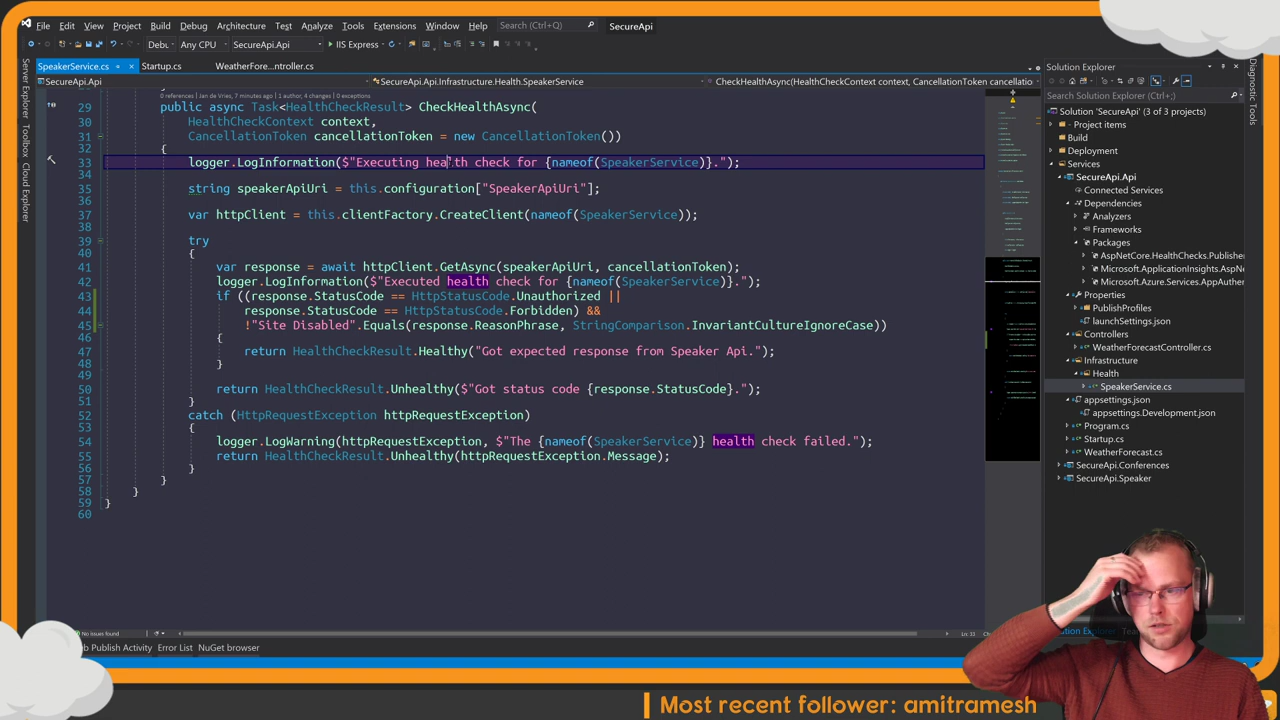 File Edit View Project Build Debug Architecture Test Analyze Tools Extensions Window Help Search (Ctrl+Q) SecureApi
Debu Any CPU SecureApi.Api IIS Express
SpeakerService.cs Startup.cs WeatherFore...ntroller.cs
SecureApi.Api SecureApi.Api.Infrastructure.Health.SpeakerService CheckHealthAsync(HealthCheckContext context, CancellationToken cancellatio
0 references | Jan de Vries, 7 minutes ago | 1 author, 4 changes | 0 exceptions
29 public async Task<HealthCheckResult> CheckHealthAsync(
30 HealthCheckContext context,
31 CancellationToken cancellationToken = new CancellationToken())
32 {
33 logger.LogInformation($"Executing health check for {nameof(SpeakerService)}.");
34
35 string speakerApiUri = this.configuration["SpeakerApiUri"];
36
37 var httpClient = this.clientFactory.CreateClient(nameof(SpeakerService));
38
39 try
40 {
41 var response = await httpClient.GetAsync(speakerApiUri, cancellationToken);
42 logger.LogInformation($"Executed health check for {nameof(SpeakerService)}.");
43 if ((response.StatusCode == HttpStatusCode.Unauthorized ||
44 response.StatusCode == HttpStatusCode.Forbidden) &&
45 !"Site Disabled".Equals(response.ReasonPhrase, StringComparison.InvariantCultureIgnoreCase))
46 {
47 return HealthCheckResult.Healthy("Got expected response from Speaker Api.");
48 }
49
50 return HealthCheckResult.Unhealthy($"Got status code {response.StatusCode}.");
51 }
52 catch (HttpRequestException httpRequestException)
53 {
54 logger.LogWarning(httpRequestException, $"The {nameof(SpeakerService)} health check failed.");
55 return HealthCheckResult.Unhealthy(httpRequestException.Message);
56 }
57 }
58 }
59 }
60
No issues found Ln: 33
b Publish Activity Error List NuGet Browser
Server Explorer Toolbox Cloud Explorer
Solution Explorer
Search Solution Explorer (Ctrl+;)
Solution 'SecureApi' (3 of 3 projects)
Project items
Build
Deployment
Services
SecureApi.Api
Connected Services
Dependencies
Analyzers
Frameworks
Packages
AspNetCore.HealthChecks.Publisher
Microsoft.ApplicationInsights.AspNe
Microsoft.Azure.Services.AppAuther
Properties
PublishProfiles
launchSettings.json
Controllers
WeatherForecastController.cs
Infrastructure
Health
SpeakerService.cs
appsettings.json
appsettings.Development.json
Program.cs
Startup.cs
WeatherForecast.cs
SecureApi.Conferences
SecureApi.Speaker
Diagnostic Tools
Explorer
Most recent follower: amitramesh